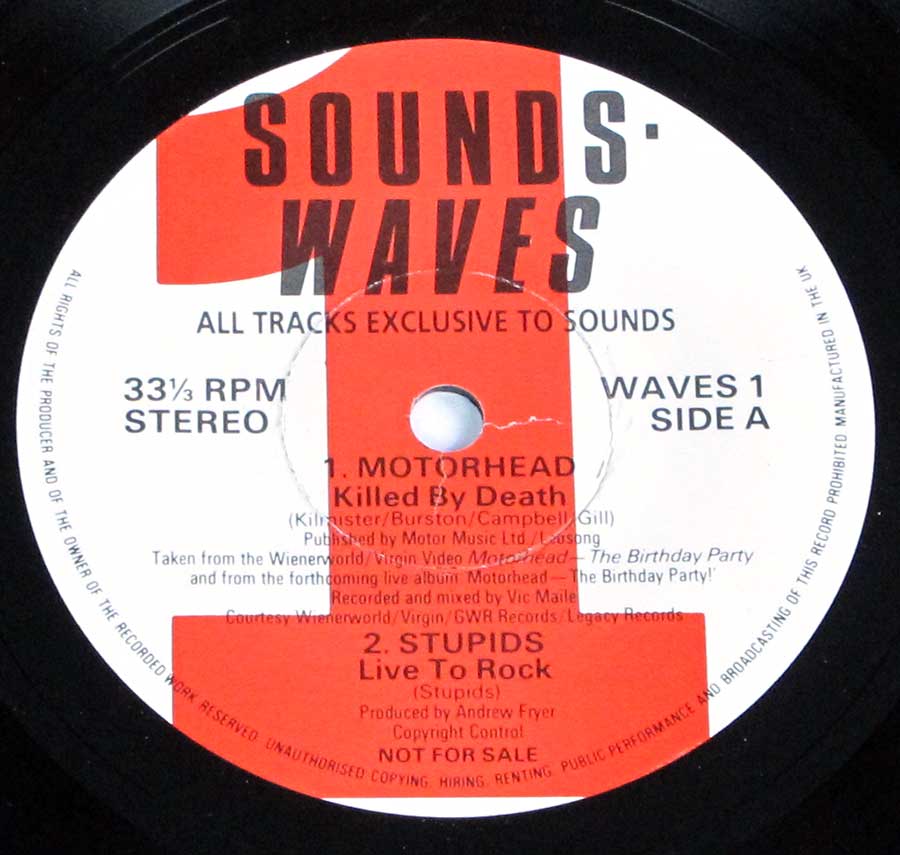 SOUNDS·
WAVES
ALL TRACKS EXCLUSIVE TO SOUNDS
33⅓ RPM
STEREO
WAVES 1
SIDE A
1. MOTORHEAD
Killed By Death
(Kilmister/Burston/Campbell/Gill)
Published by Motor Music Ltd./Leosong
Taken from the Wienerworld/Virgin Video 'Motorhead — The Birthday Party
and from the forthcoming live album 'Motorhead — The Birthday Party!'
Recorded and mixed by Vic Maile
Courtesy Wienerworld/Virgin/GWR Records/Legacy Records
2. STUPIDS
Live To Rock
(Stupids)
Produced by Andrew Fryer
Copyright Control
NOT FOR SALE
ALL RIGHTS OF THE PRODUCER AND OF THE OWNER OF THE RECORDED WORK RESERVED. UNAUTHORISED COPYING, HIRING, RENTING, PUBLIC PERFORMANCE AND BROADCASTING OF THIS RECORD PROHIBITED MANUFACTURED IN THE UK